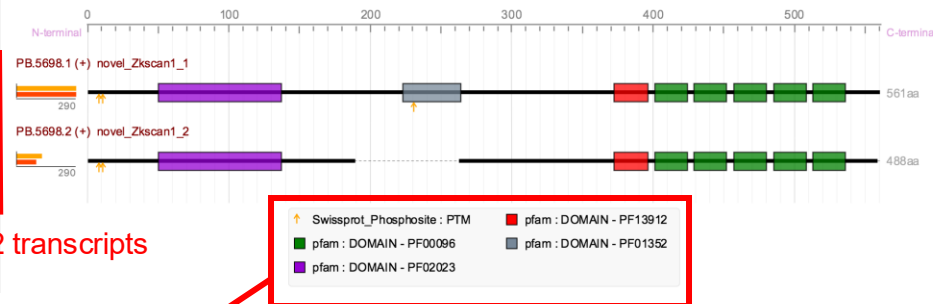 0 100 200 300 400 500
N-terminal
PB.5698.1 (+) novel_Zkscan1_1
290
561aa
PB.5698.2 (+) novel_Zkscan1_2
290
488aa
Swissprot_Phosphosite : PTM
pfam : DOMAIN - PF13912
pfam : DOMAIN - PF00096
pfam : DOMAIN - PF01352
pfam : DOMAIN - PF02023
2 transcripts